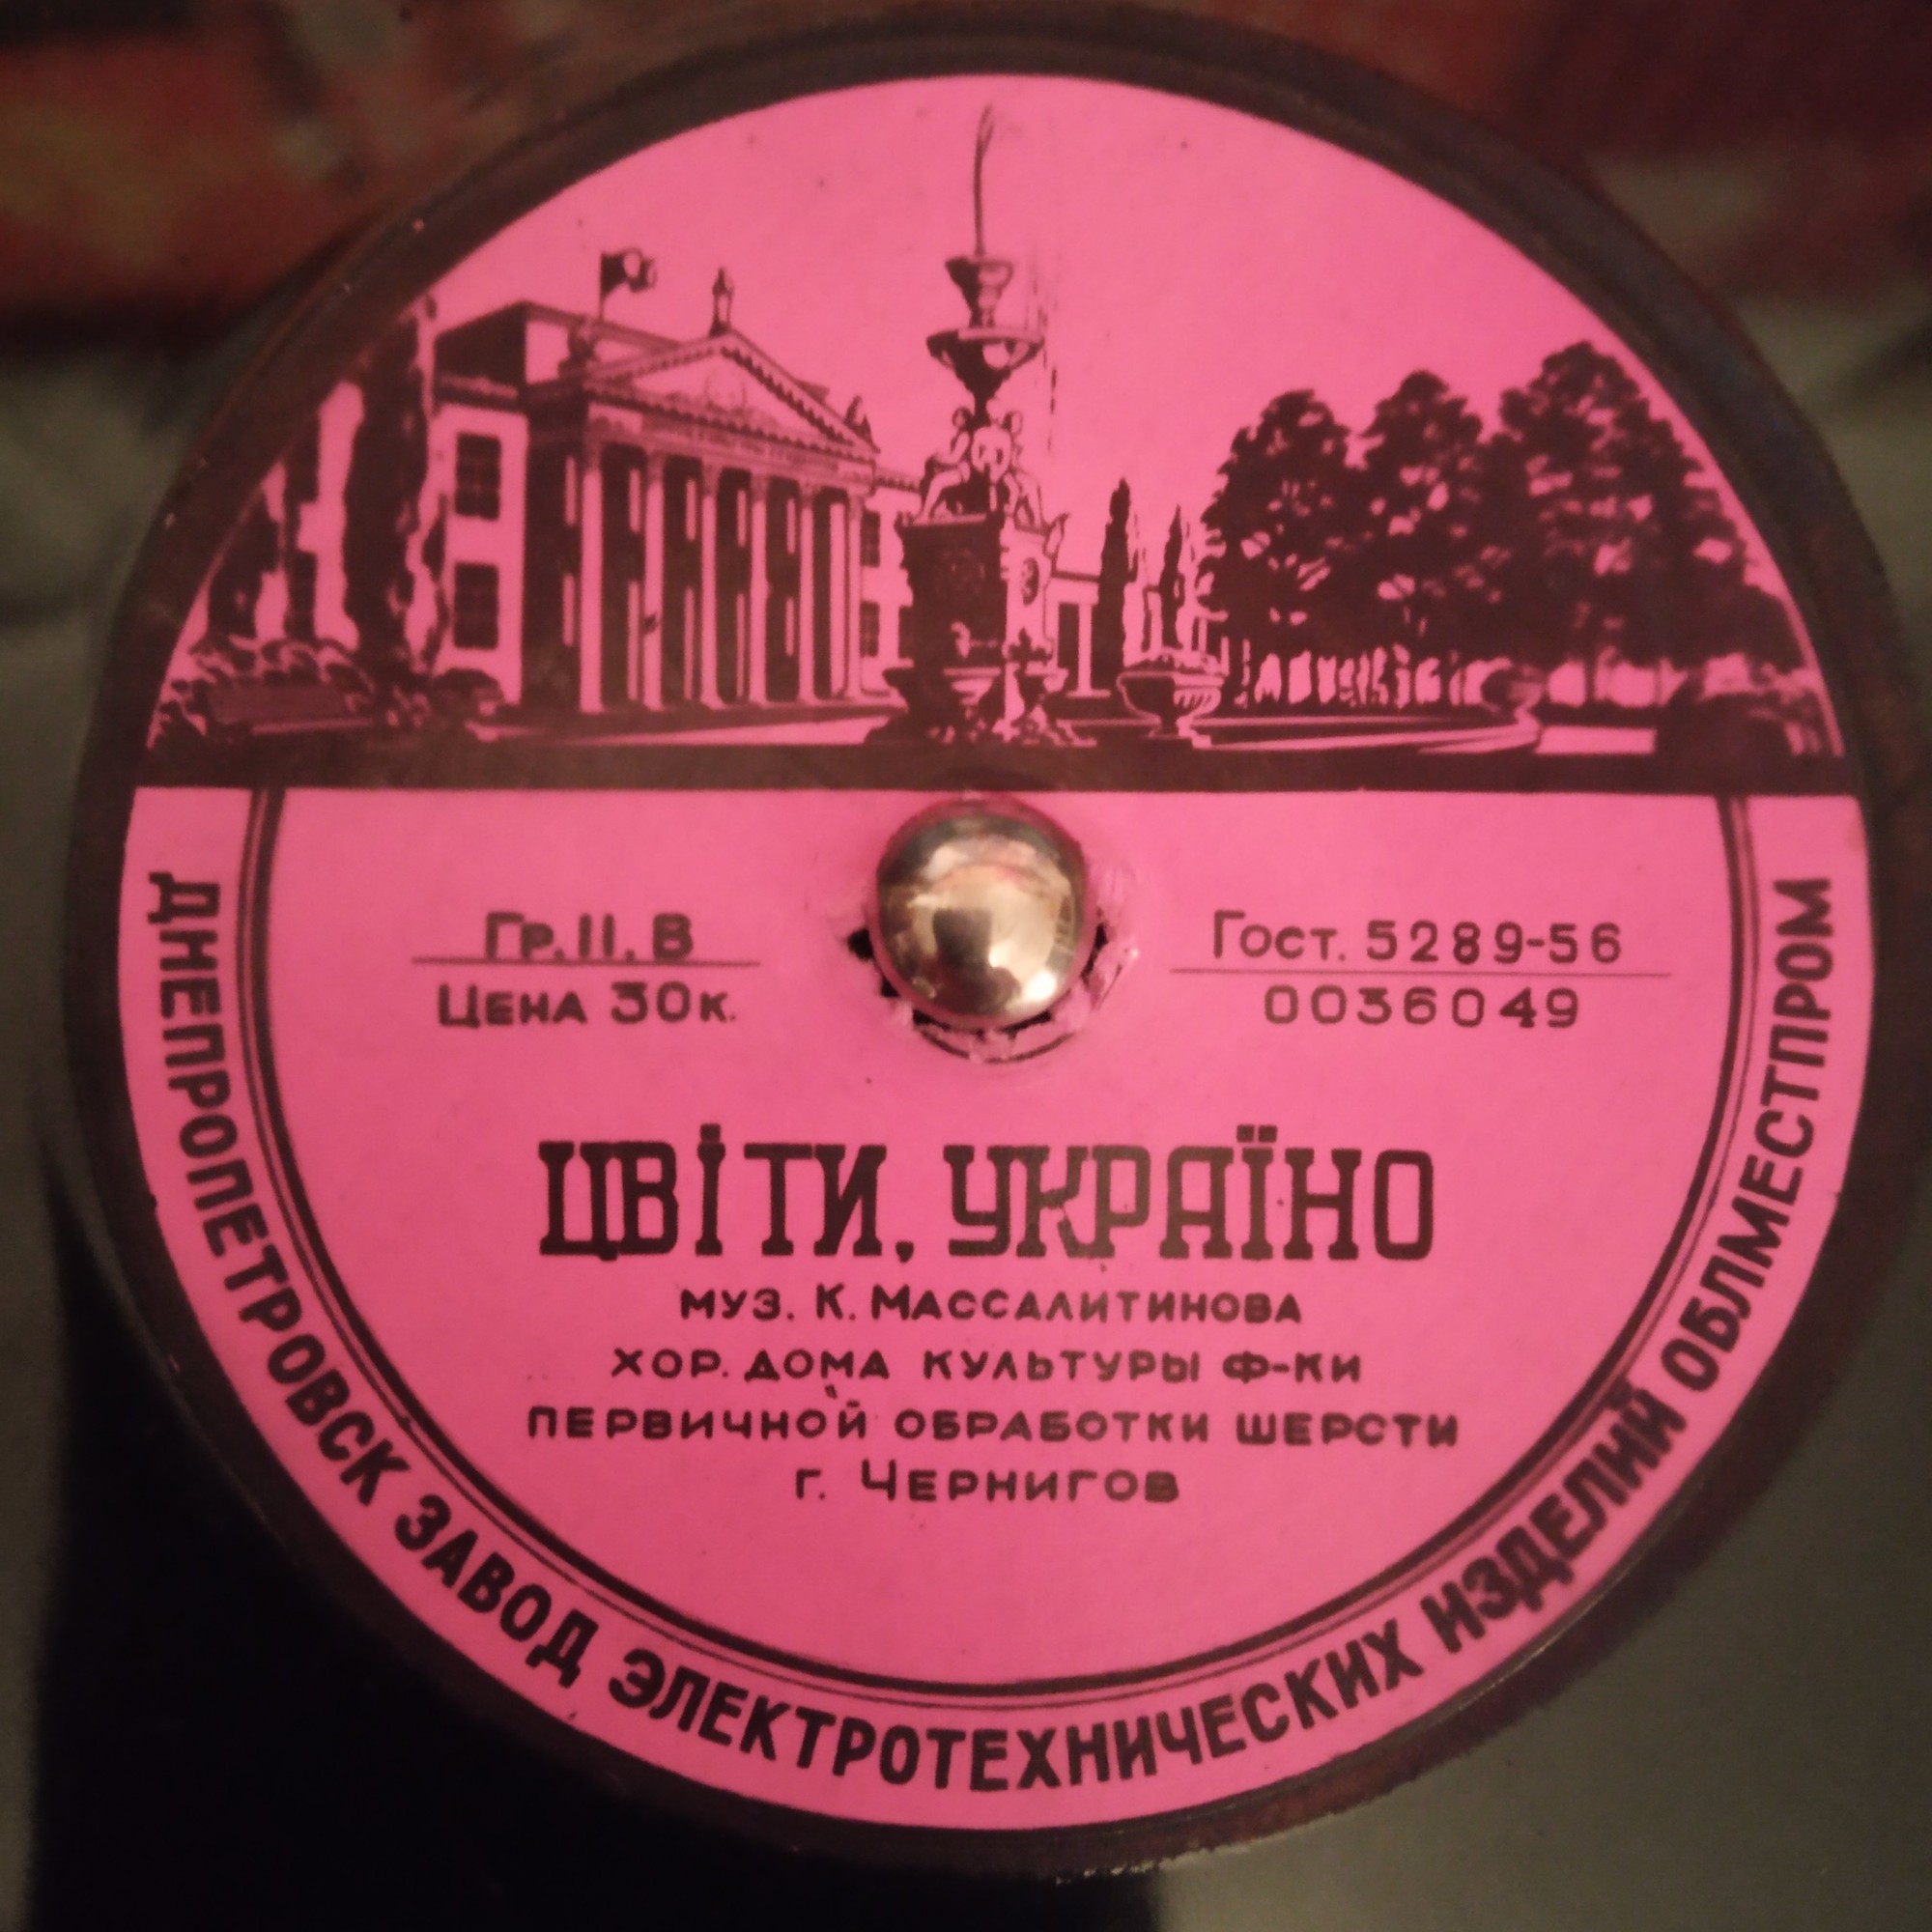 Гр. II. В
Цена 30к.
Гост. 5289-56
0036049
ЦВІТИ, УКРАЇНО
муз. К. Массалитинова
хор. дома культуры ф-ки
первичной обработки шерсти
г. Чернигов
ДНЕПРОПЕТРОВСК ЗАВОД ЭЛЕКТРОТЕХНИЧЕСКИХ ИЗДЕЛИЙ ОБЛМЕСТПРОМ